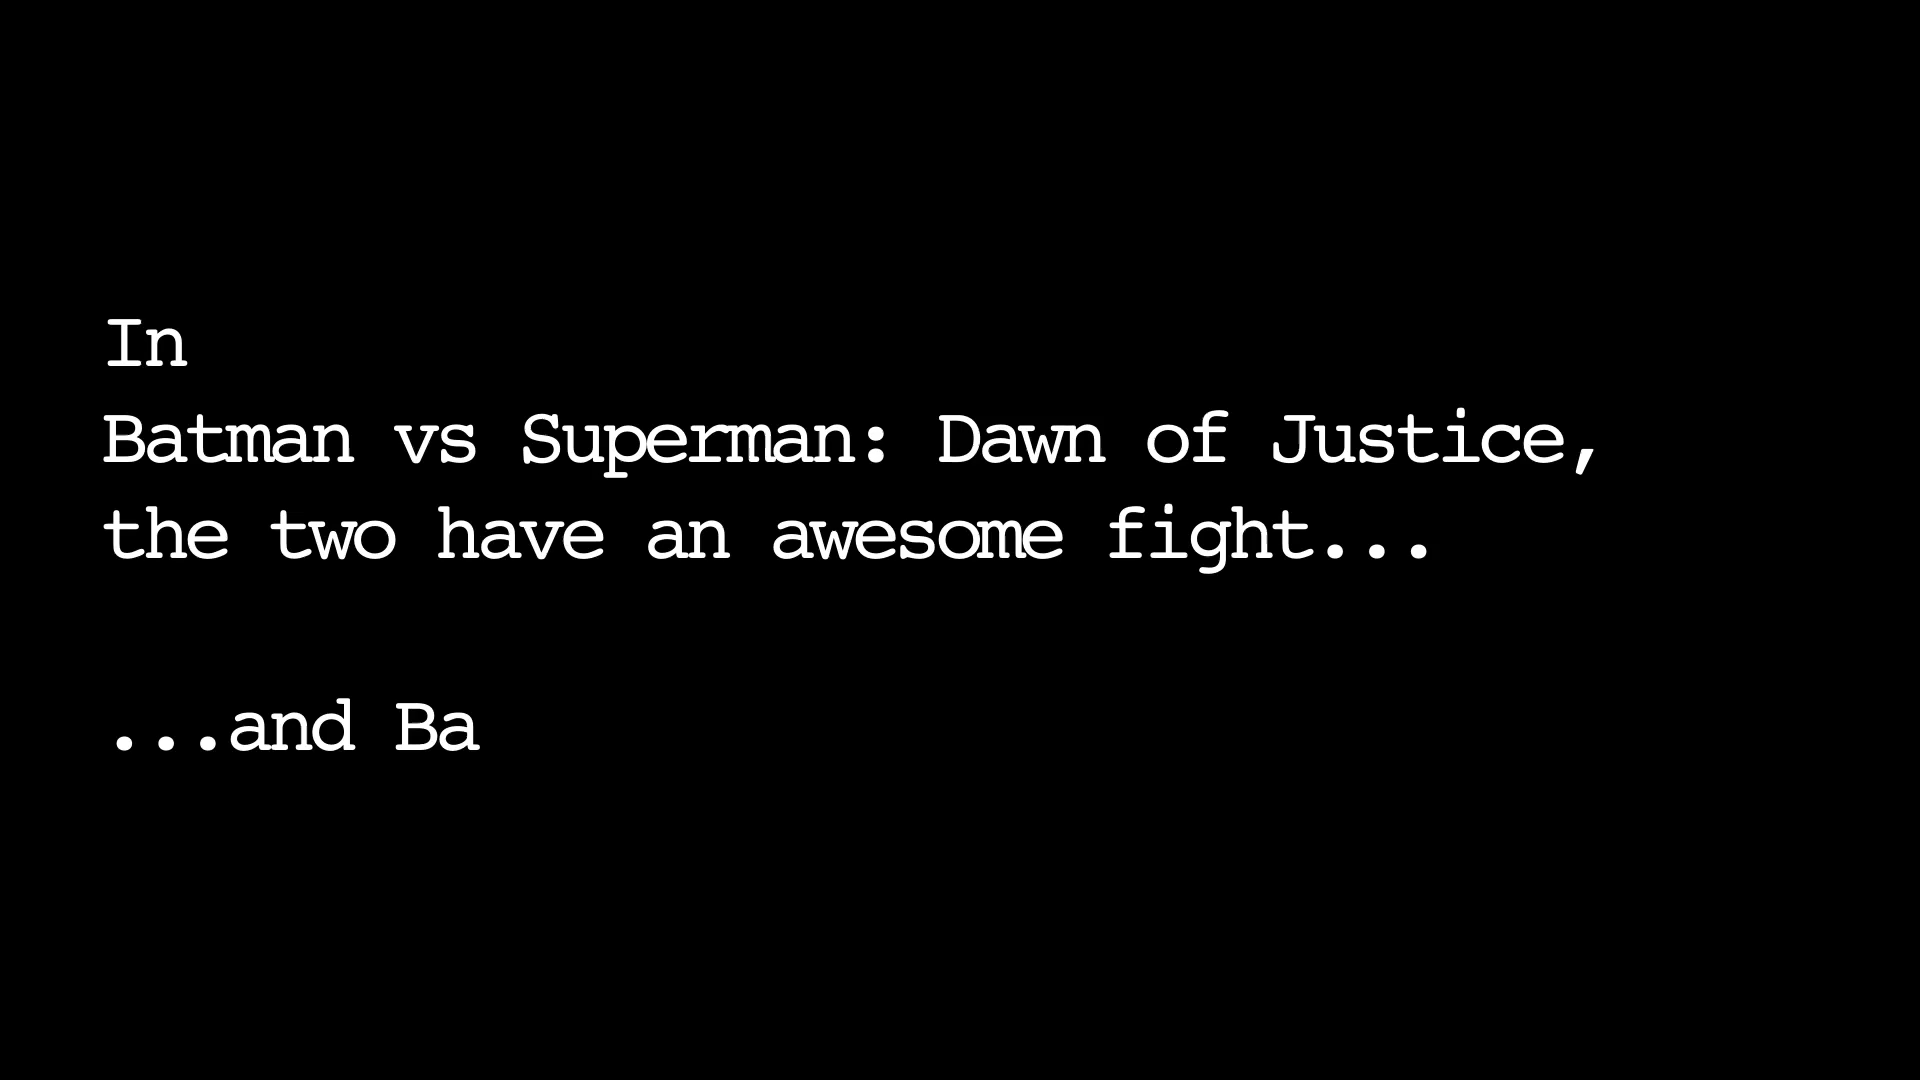 In
Batman vs Superman: Dawn of Justice,
the two have an awesome fight...
...and Ba